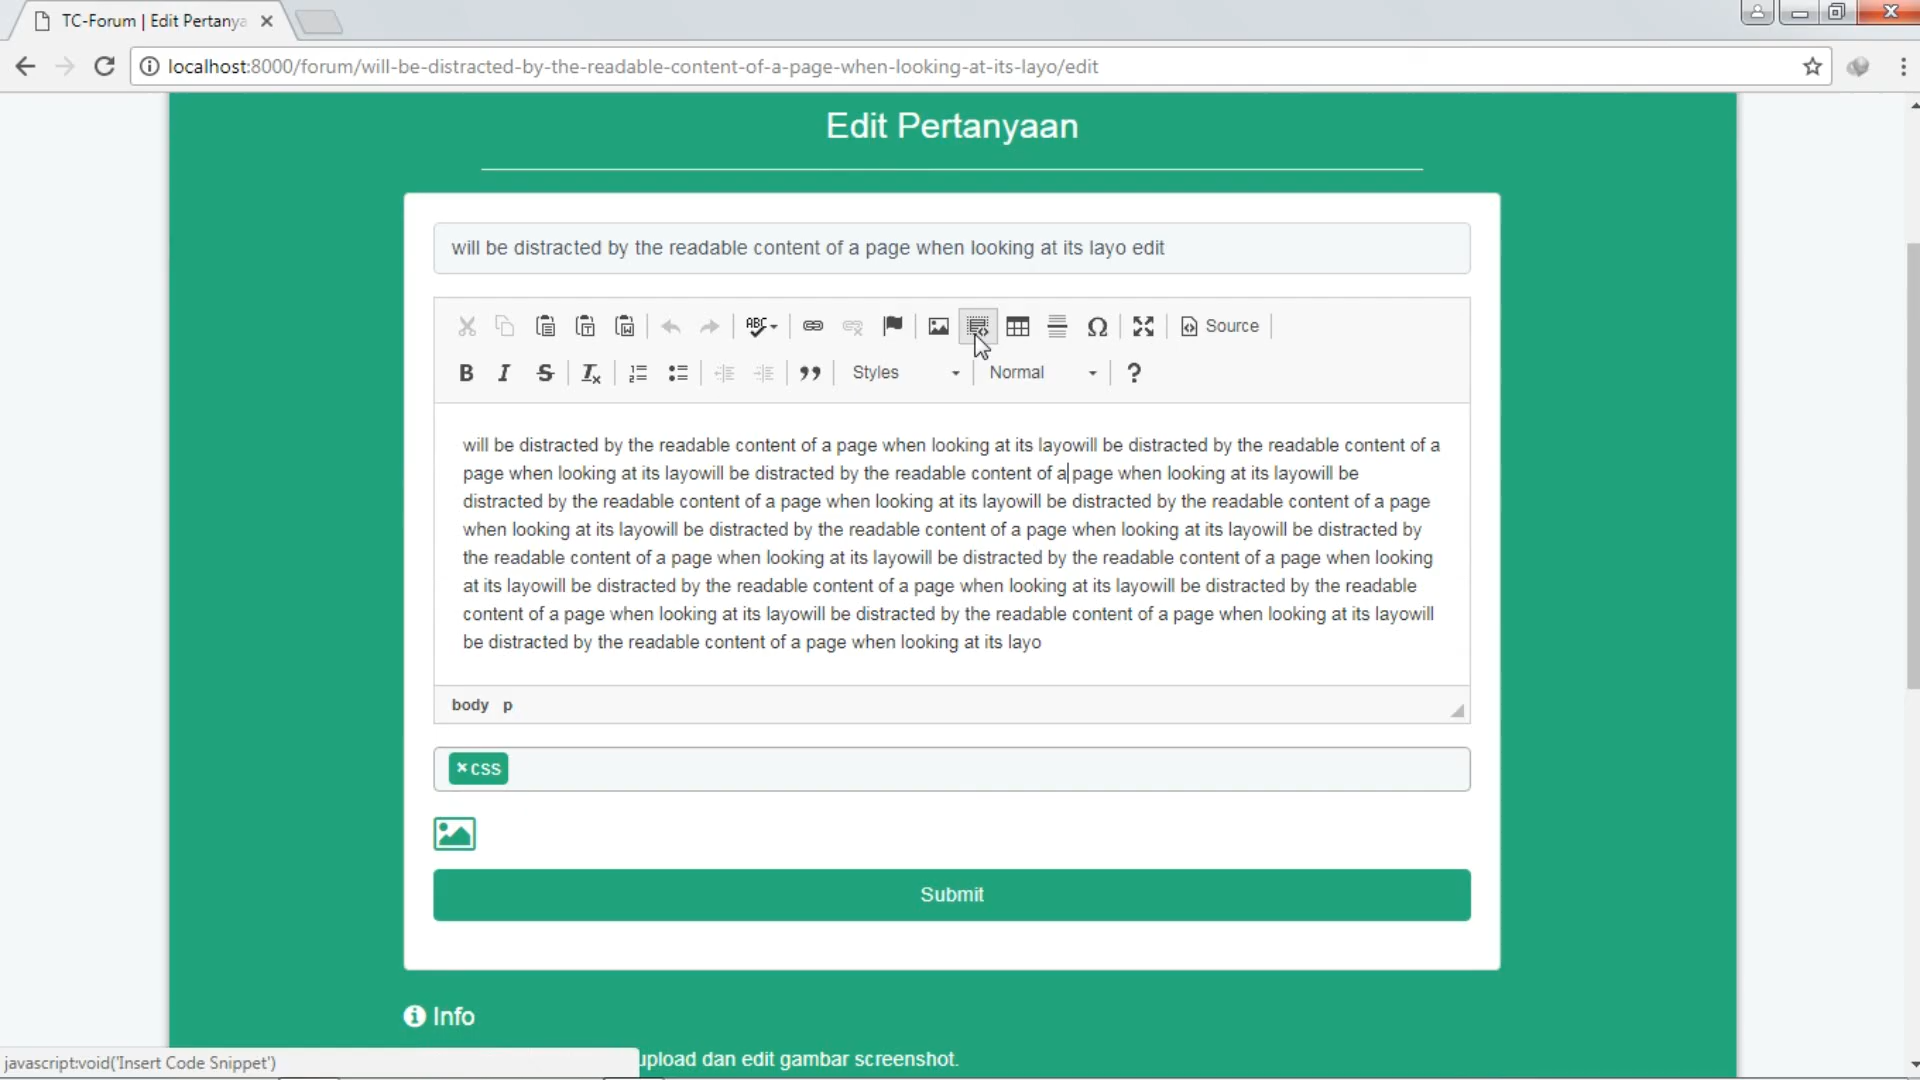 TC-Forum | Edit Pertanya
localhost:8000/forum/will-be-distracted-by-the-readable-content-of-a-page-when-looking-at-its-layo/edit
Edit Pertanyaan
will be distracted by the readable content of a page when looking at its layo edit
ABC
Ω
Source
B I S Tx
Styles
Normal
?
will be distracted by the readable content of a page when looking at its layowill be distracted by the readable content of a
page when looking at its layowill be distracted by the readable content of a page when looking at its layowill be
distracted by the readable content of a page when looking at its layowill be distracted by the readable content of a page
when looking at its layowill be distracted by the readable content of a page when looking at its layowill be distracted by
the readable content of a page when looking at its layowill be distracted by the readable content of a page when looking
at its layowill be distracted by the readable content of a page when looking at its layowill be distracted by the readable
content of a page when looking at its layowill be distracted by the readable content of a page when looking at its layowill
be distracted by the readable content of a page when looking at its layo
body p
×css
Submit
Info
upload dan edit gambar screenshot.
javascript:void('Insert Code Snippet')